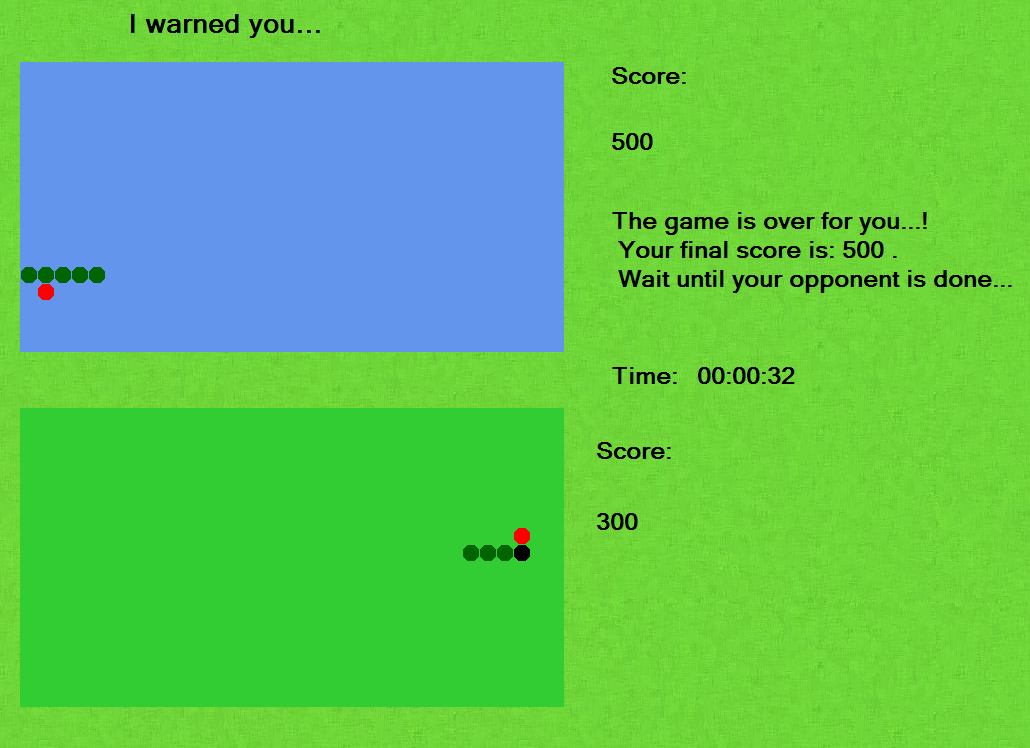 I warned you...
Score:
500
The game is over for you...!
Your final score is: 500 .
Wait until your opponent is done...
Time: 00:00:32
Score:
300